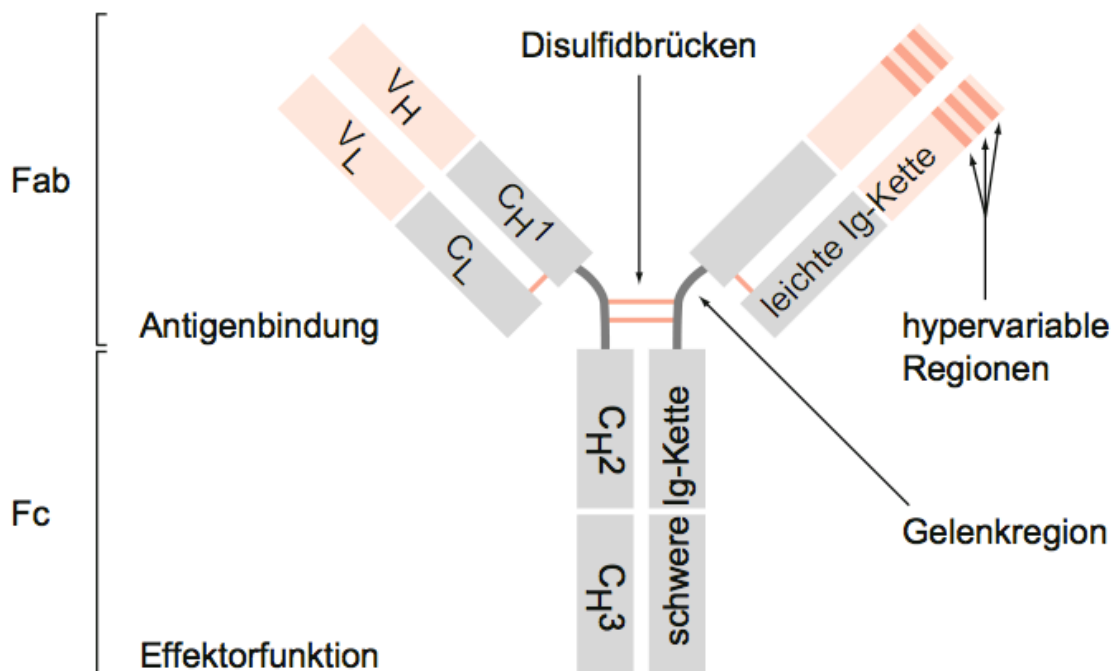 Disulfidbrücken
Fab
VH
VL
CH1
CL
leichte Ig-Kette
Antigenbindung
hypervariable
Regionen
Fc
CH2
CH3
schwere Ig-Kette
Gelenkregion
Effektorfunktion